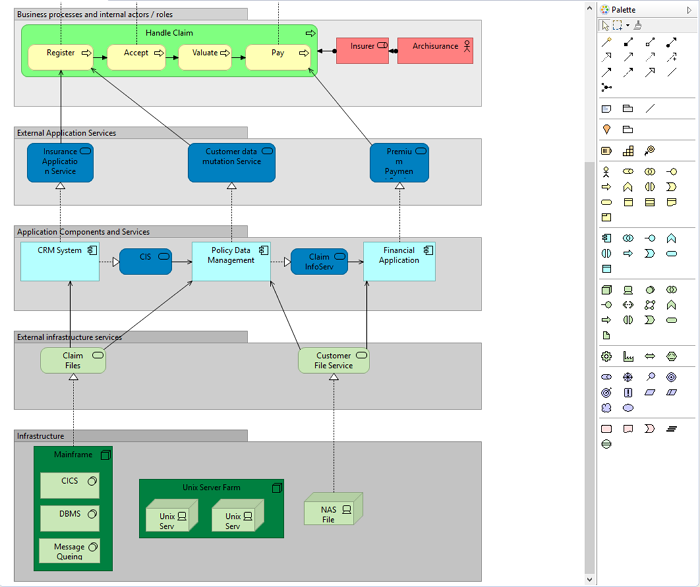 Business processes and internal actors / roles
Handle Claim
Register
Accept
Valuate
Pay
Insurer
Archisurance
External Application Services
Insurance
Applicatio
n Service
Customer data
mutation Service
Premiu
m
Paymen
Application Components and Services
CRM System
CIS
Policy Data
Management
Claim
InfoServ
Financial
Application
External infrastructure services
Claim
Files
Customer
File Service
Infrastructure
Mainframe
CICS
DBMS
Message
Queing
Unix Server Farm
Unix
Serv
Unix
Serv
NAS
File
Palette